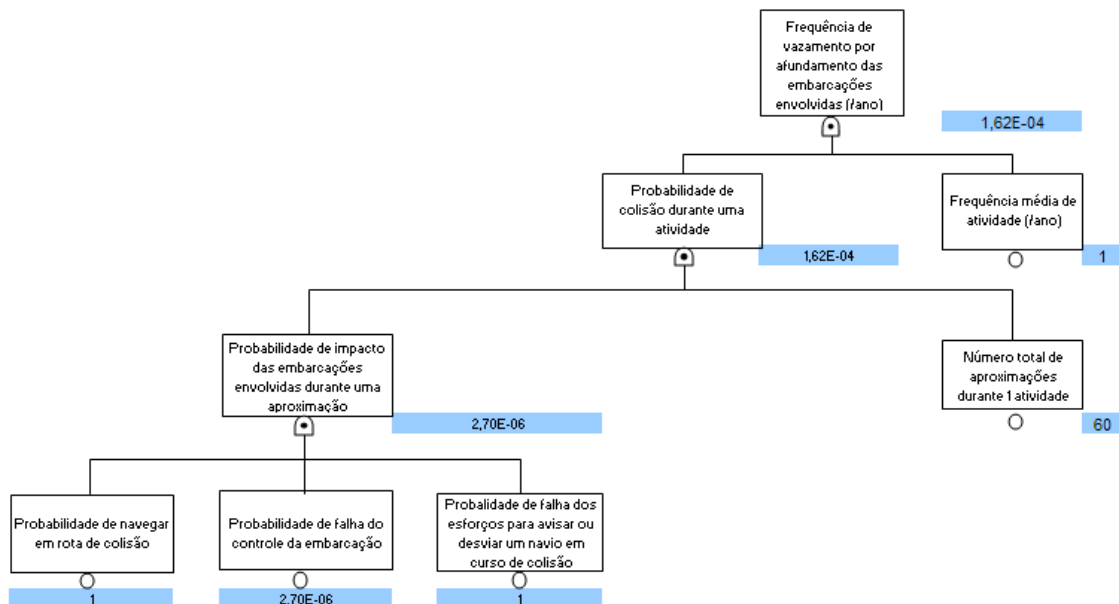 Frequência de
vazamento por
afundamento das
embarcações
envolvidas (/ano)
1,62E-04
Probabilidade de
colisão durante uma
atividade
1,62E-04
Frequência média de
atividade (/ano)
1
Probabilidade de impacto
das embarcações
envolvidas durante uma
aproximação
2,70E-06
Número total de
aproximações
durante 1 atividade
60
Probabilidade de navegar
em rota de colisão
1
Probabilidade de falha do
controle da embarcação
2,70E-06
Probalidade de falha dos
esforços para avisar ou
desviar um navio em
curso de colisão
1